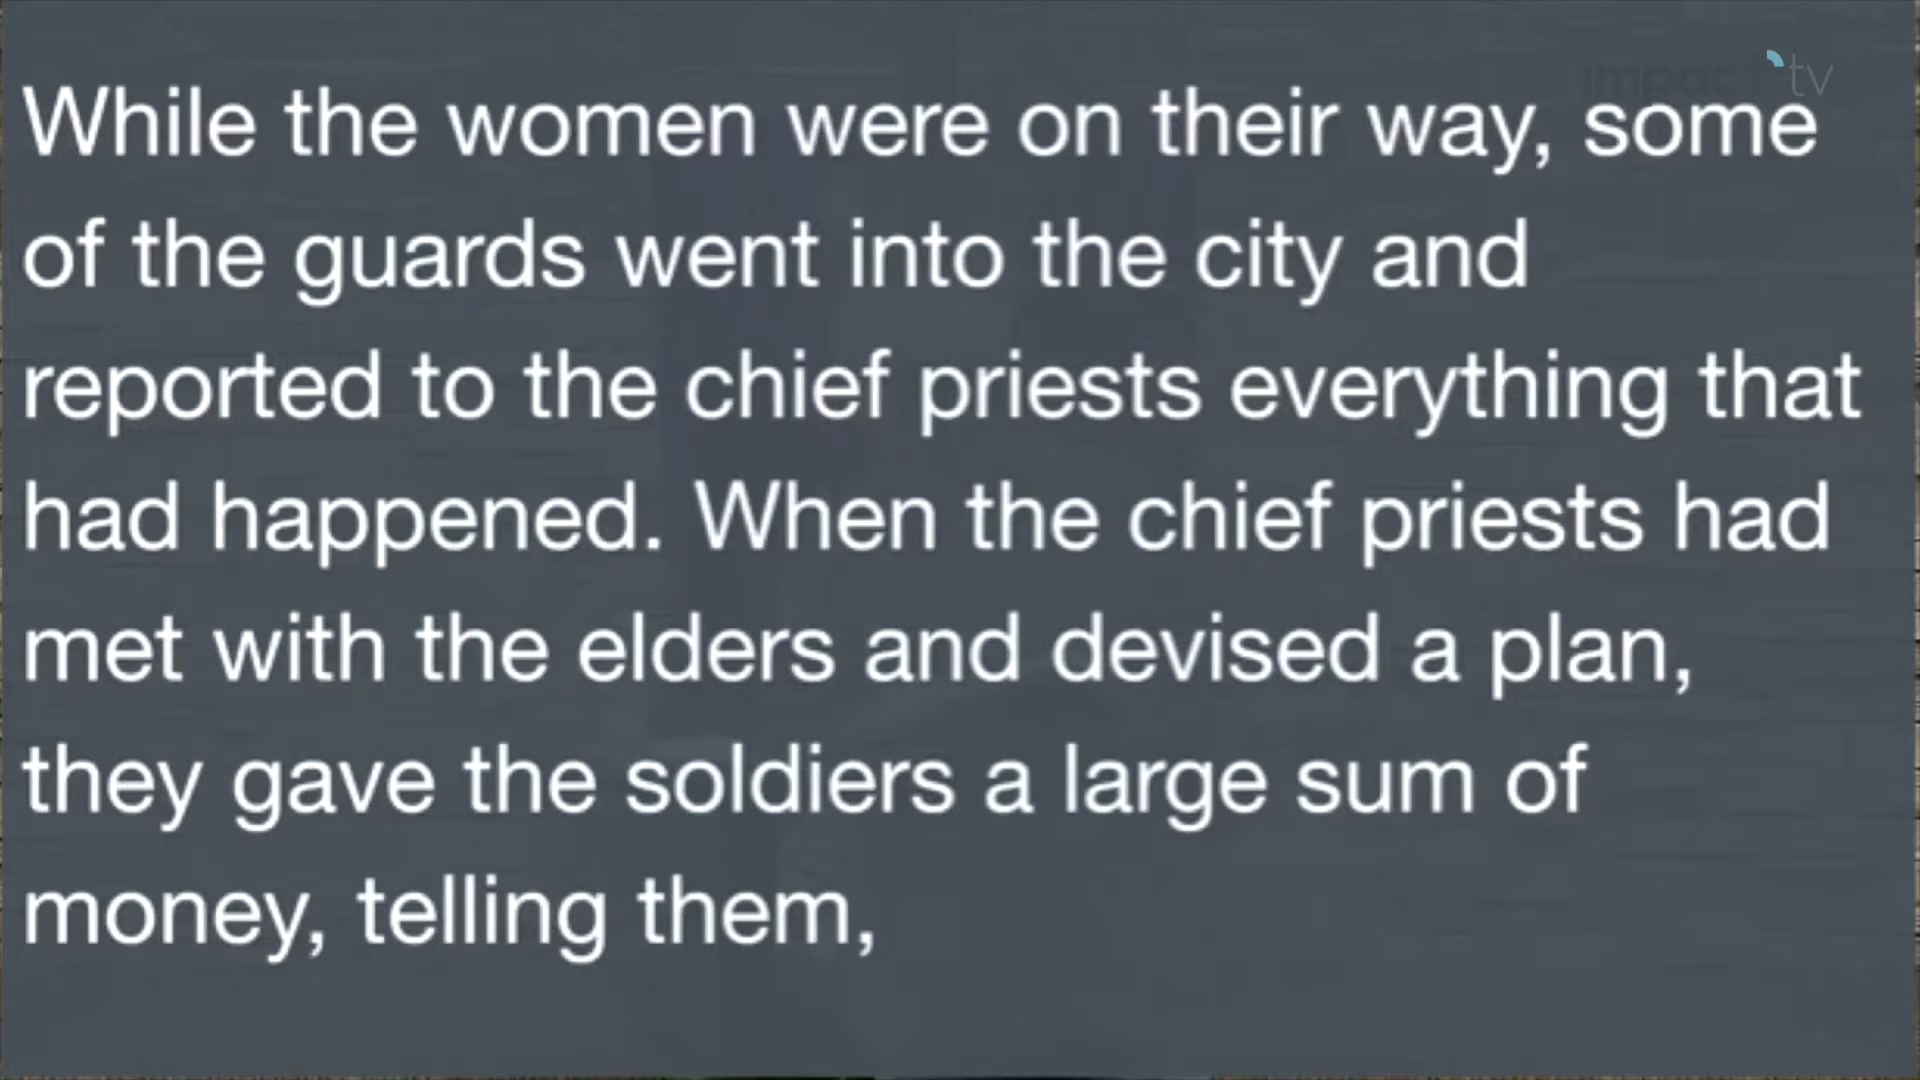 impact tv
While the women were on their way, some
of the guards went into the city and
reported to the chief priests everything that
had happened. When the chief priests had
met with the elders and devised a plan,
they gave the soldiers a large sum of
money, telling them,